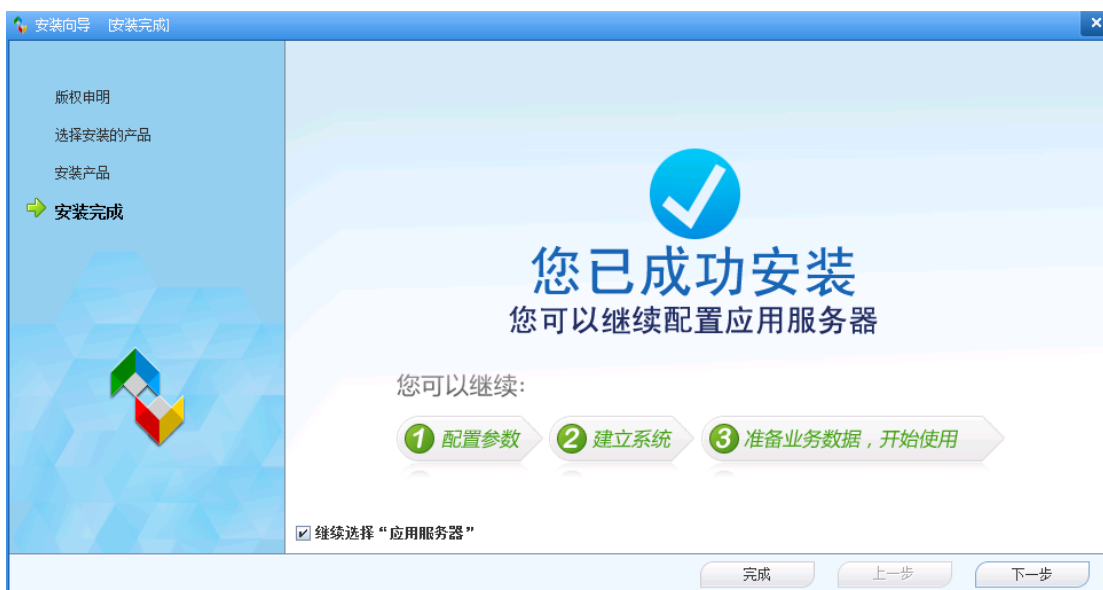 安装向导 [安装完成]
版权申明
选择安装的产品
安装产品
安装完成
您已成功安装
您可以继续配置应用服务器
您可以继续:
1 配置参数 2 建立系统 3 准备业务数据，开始使用
继续选择“应用服务器”
完成 上一步 下一步